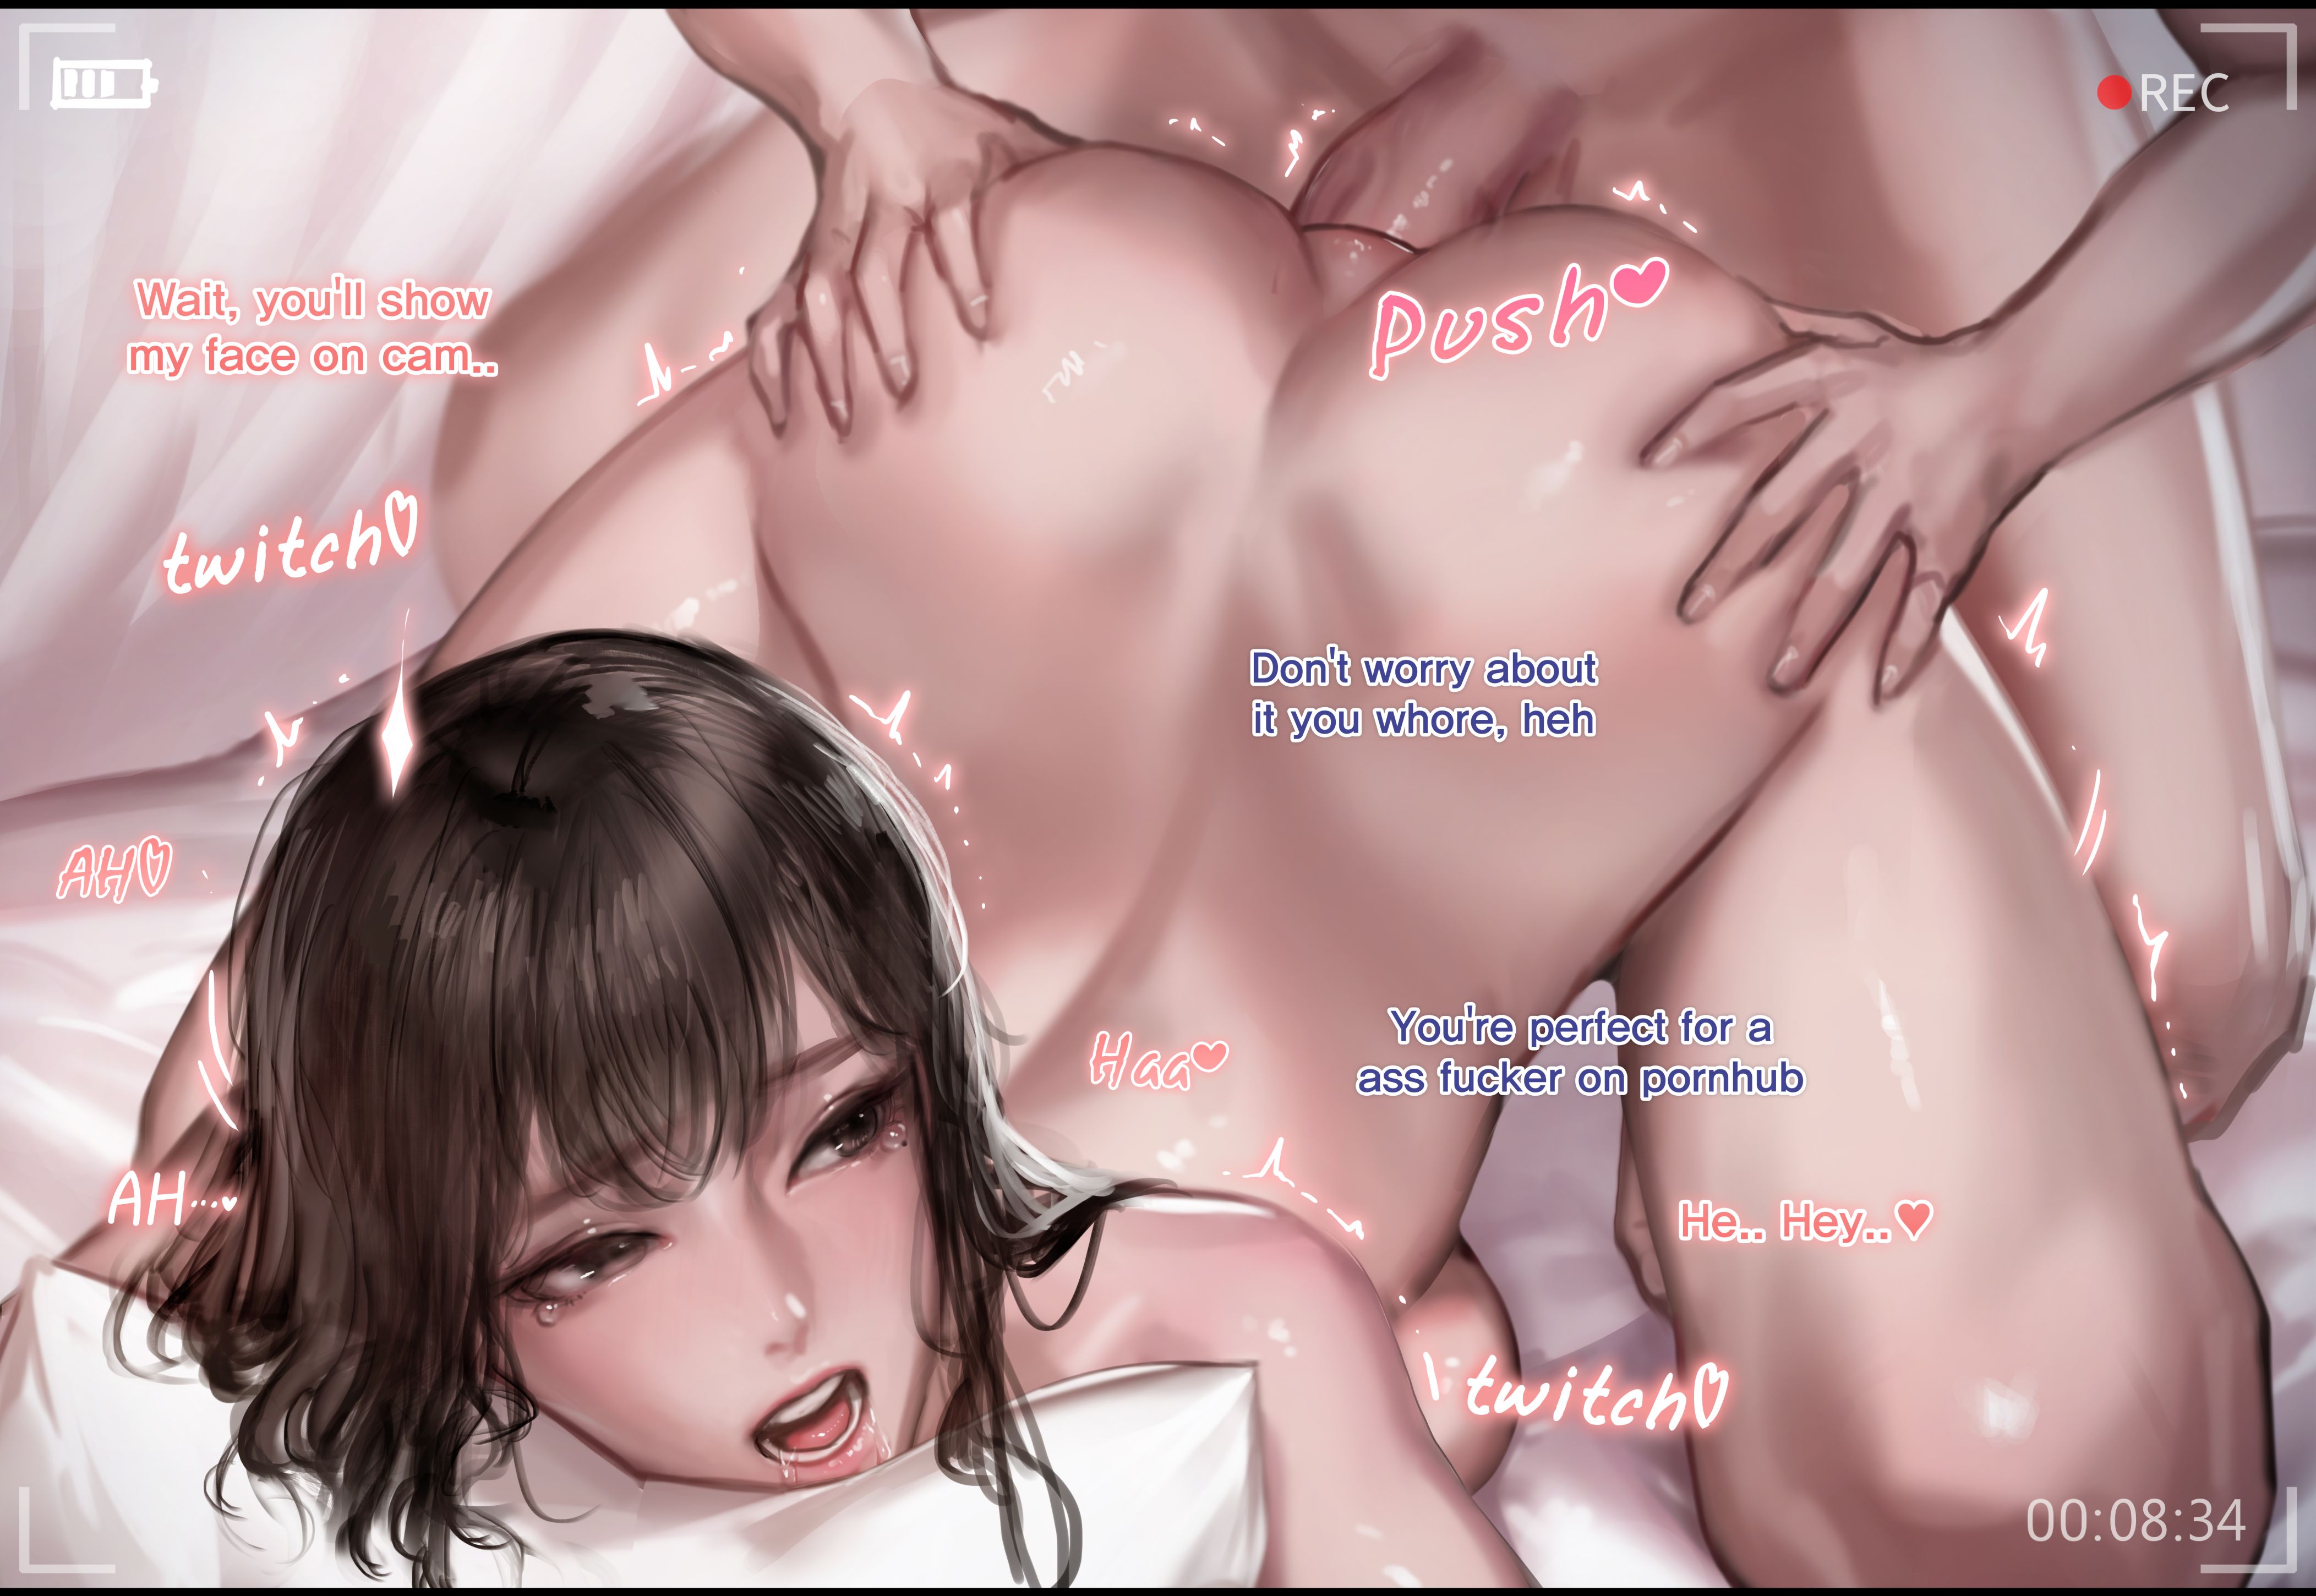 REC
Wait, you'll show
my face on cam..
push♥
twitch♡
Don't worry about
it you whore, heh
AH♡
You're perfect for a
ass fucker on pornhub
Haa♥
AH...♥
He.. Hey..♥
twitch♡
00:08:34